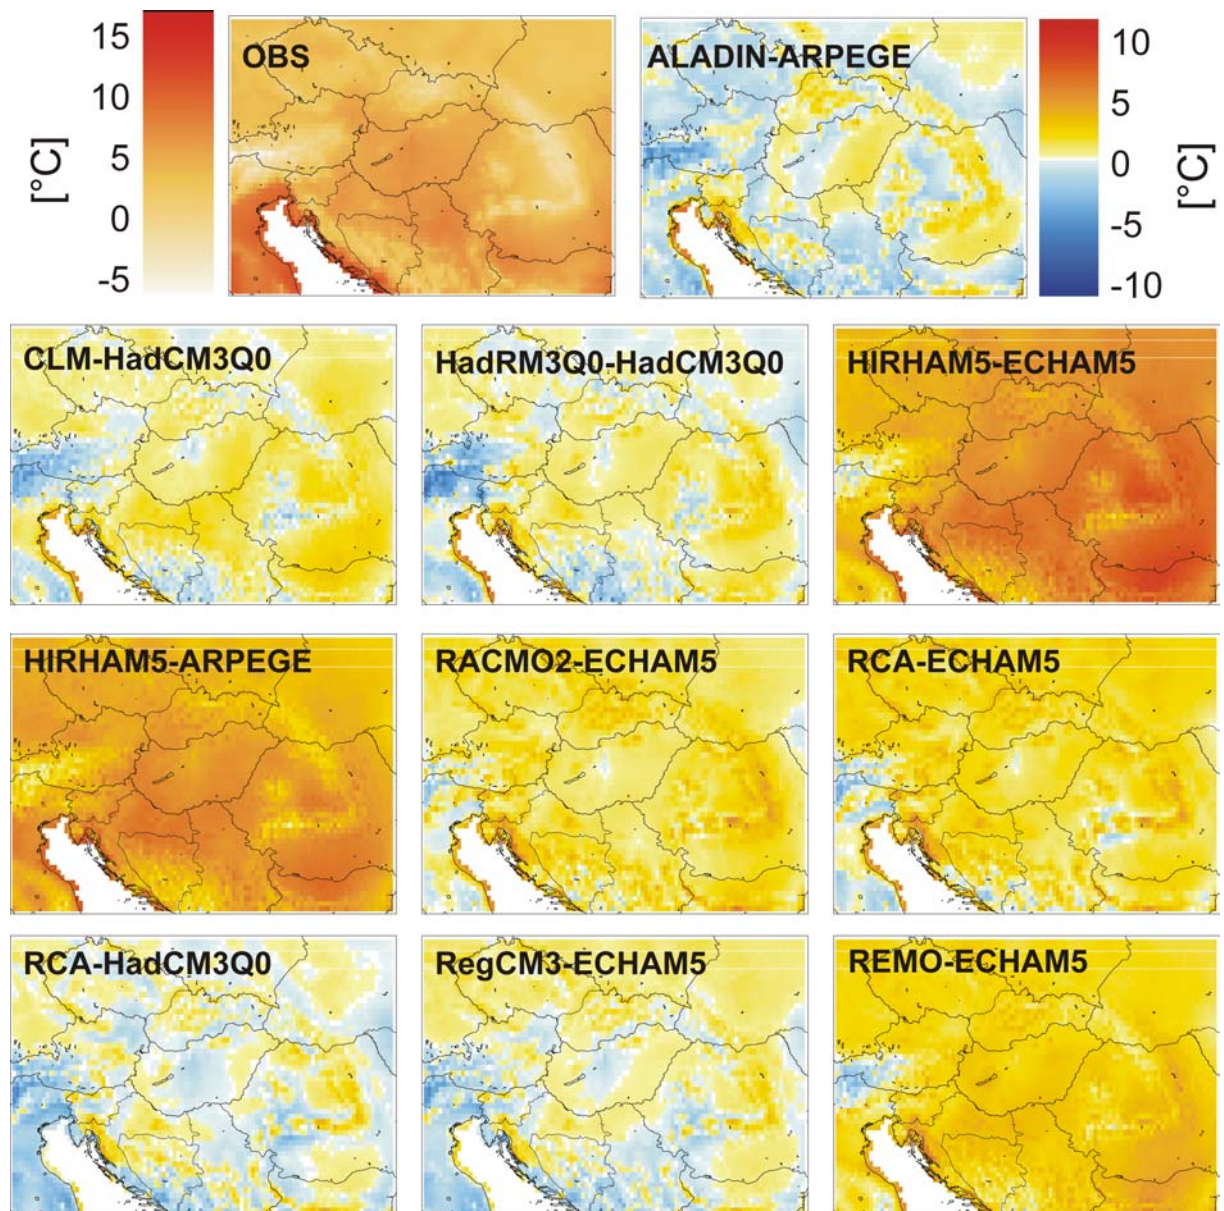 15
10
5
0
-5
[°C]
OBS
ALADIN-ARPEGE
10
5
0
-5
-10
[°C]
CLM-HadCM3Q0
HadRM3Q0-HadCM3Q0
HIRHAM5-ECHAM5
HIRHAM5-ARPEGE
RACMO2-ECHAM5
RCA-ECHAM5
RCA-HadCM3Q0
RegCM3-ECHAM5
REMO-ECHAM5